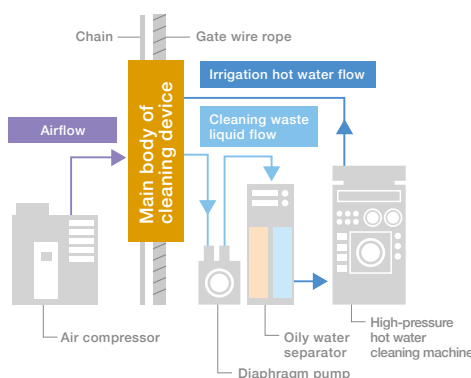 Chain
Gate wire rope
Irrigation hot water flow
Airflow
Cleaning waste
liquid flow
Main body of
cleaning device
Air compressor
Oily water
separator
High-pressure
hot water
cleaning machine
Diaphragm pump